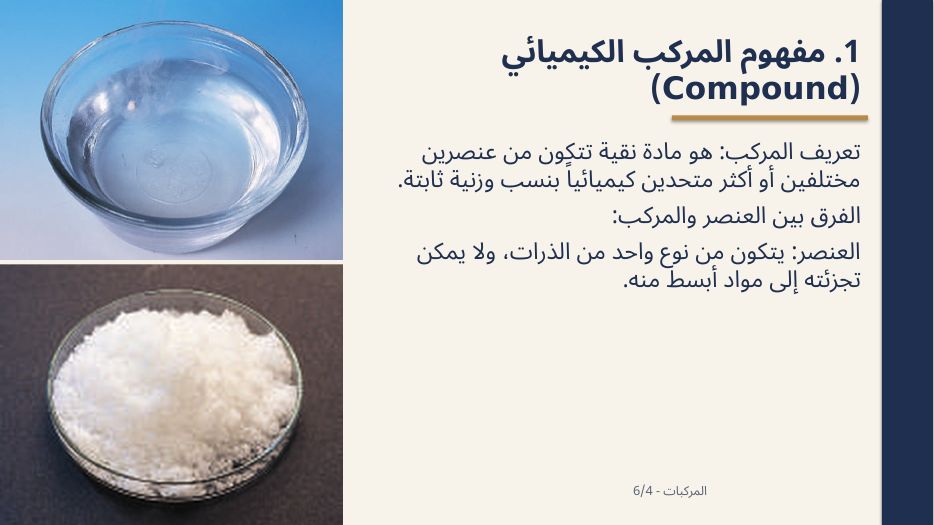 1. مفهوم المركب الكيميائي
(Compound)
تعريف المركب: هو مادة نقية تتكون من عنصرين
مختلفين أو أكثر متحدين كيميائياً بنسب وزنية ثابتة.
الفرق بين العنصر والمركب:
العنصر: يتكون من نوع واحد من الذرات، ولا يمكن
تجزئته إلى مواد أبسط منه.
المركبات - 6/4